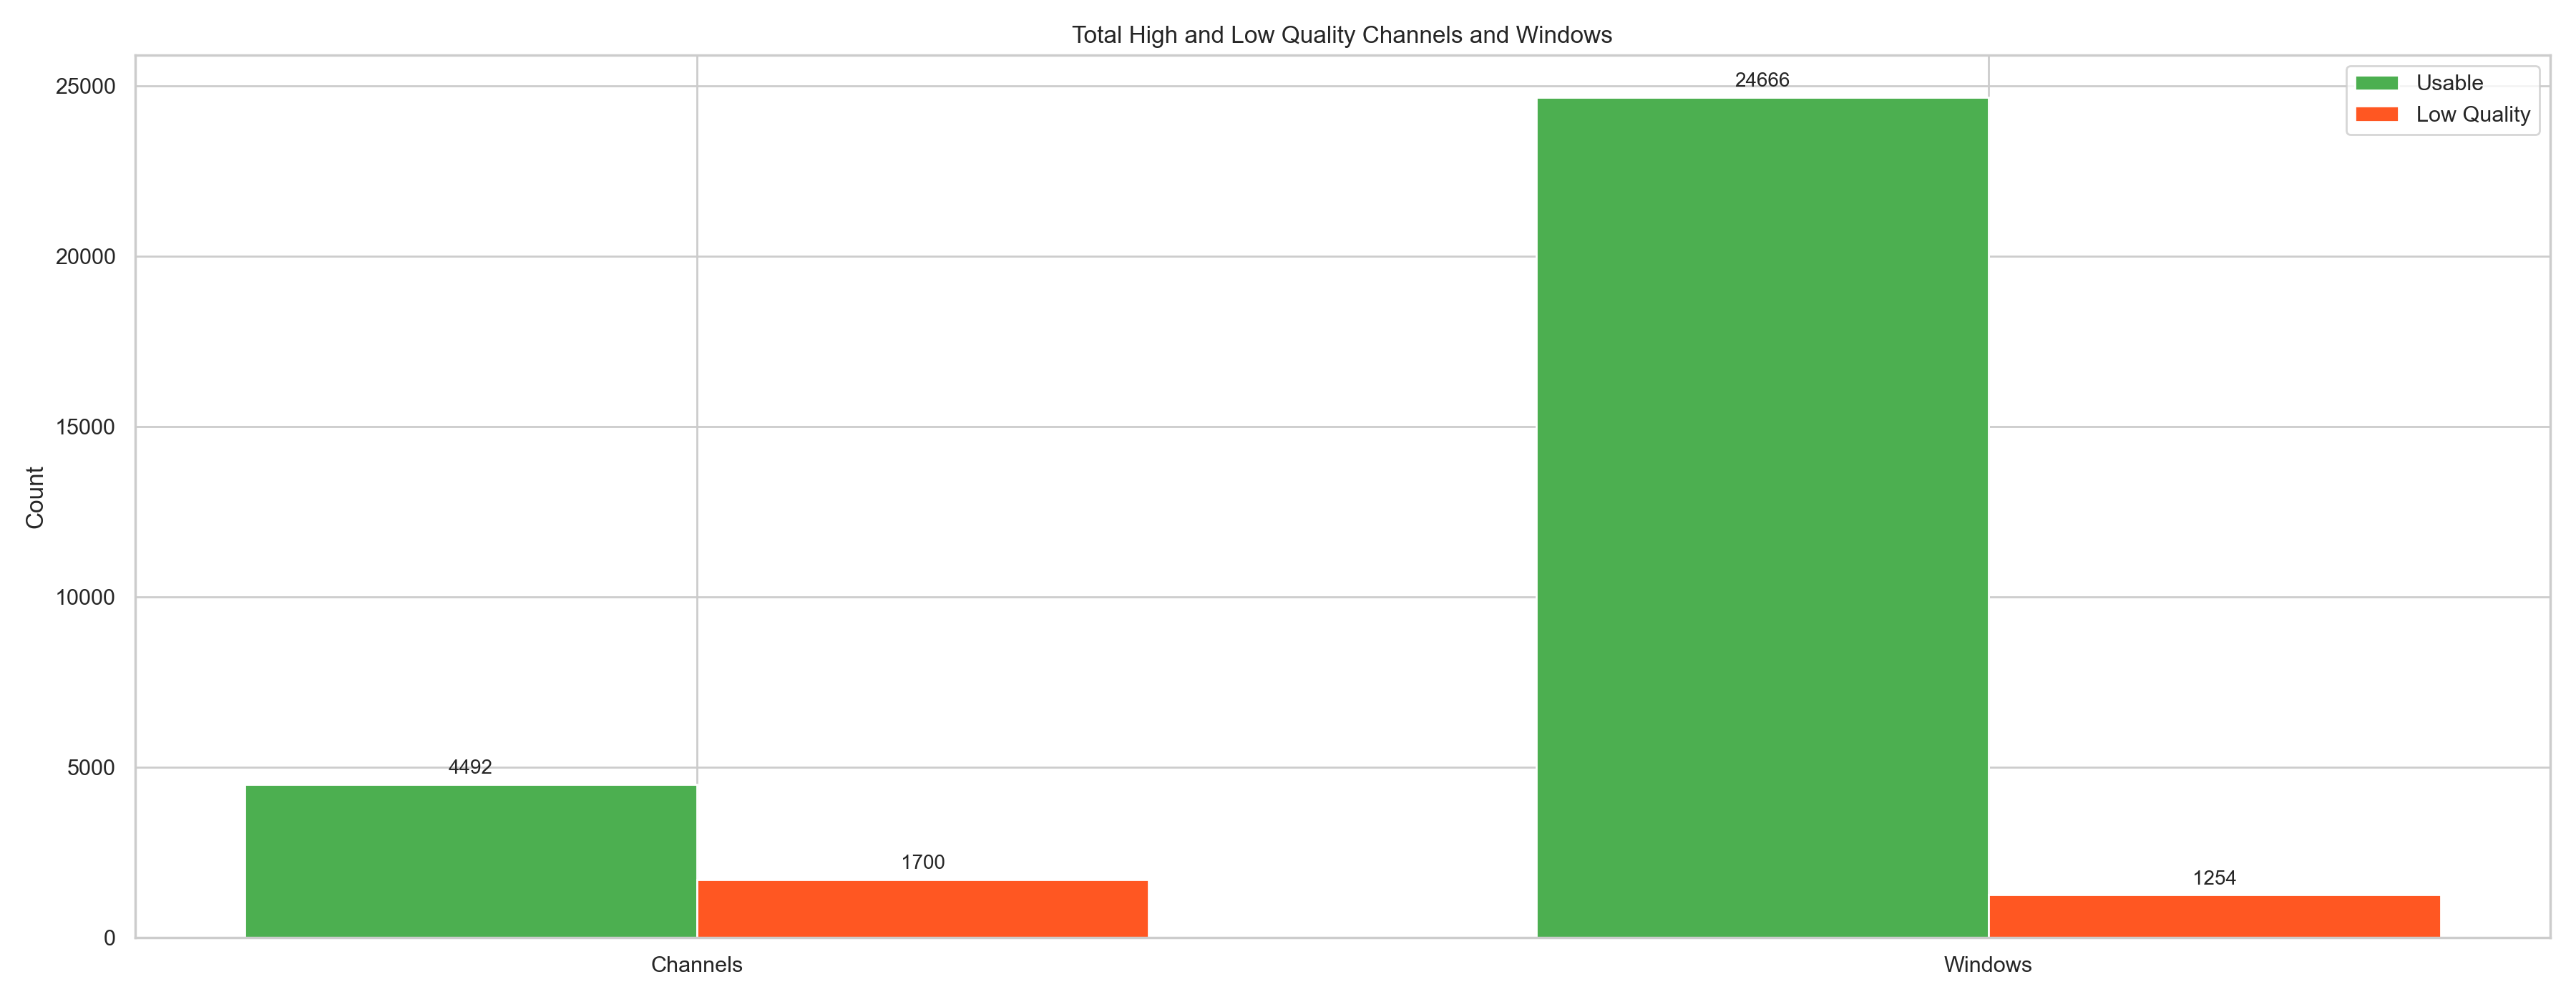 Total High and Low Quality Channels and Windows
Usable
Low Quality
Count
25000
20000
15000
10000
5000
0
4492
1700
24666
1254
Channels
Windows